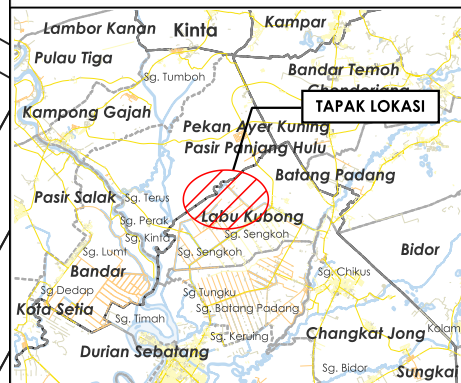 Lambor Kanan
Kinta
Kampar
Pulau Tiga
Sg. Tumboh
Bandar Temoh
Chenderiang
TAPAK LOKASI
Kampong Gajah
Pekan Ayer Kuning
Pasir Panjang Hulu
Batang Padang
Pasir Salak
Sg. Terus
Sg. Perak
Labu Kubong
Sg. Kinta
Sg. Sengkoh
Sg. Lumt
Sg. Sengkoh
Bidor
Bandar
Sg. Chikus
Sg Dedap
Sg Tungku
Kota Setia
Sg. Batang Padang
Sg. Timah
Sg. Keruing
Changkat Jong
Kolam
Durian Sebatang
Sg. Bidor
Sungkai